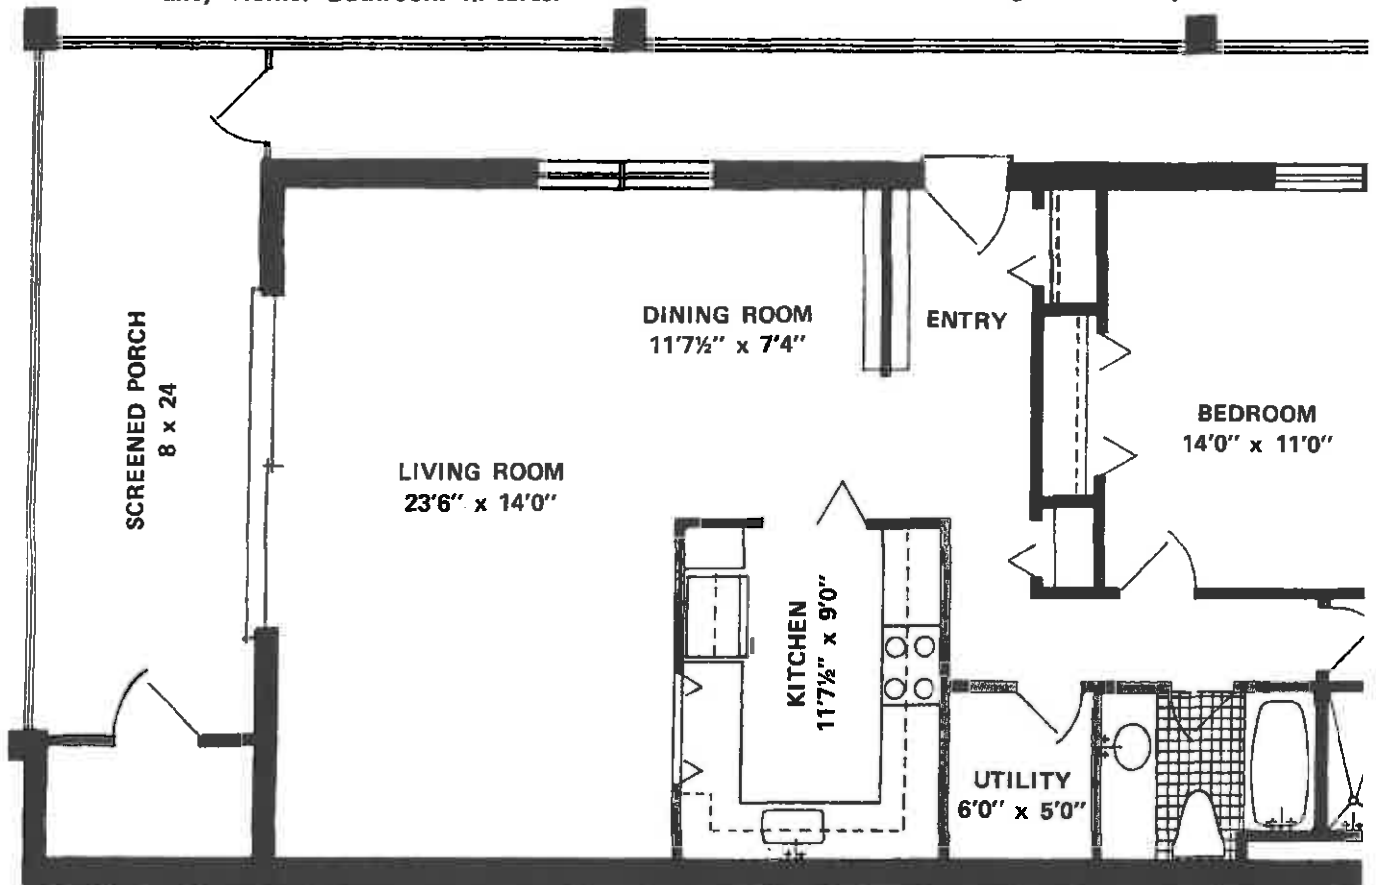 DINING ROOM
11'7½" x 7'4"
ENTRY
SCREENED PORCH
8 x 24
LIVING ROOM
23'6" x 14'0"
BEDROOM
14'0" x 11'0"
KITCHEN
11'7½" x 9'0"
UTILITY
6'0" x 5'0"